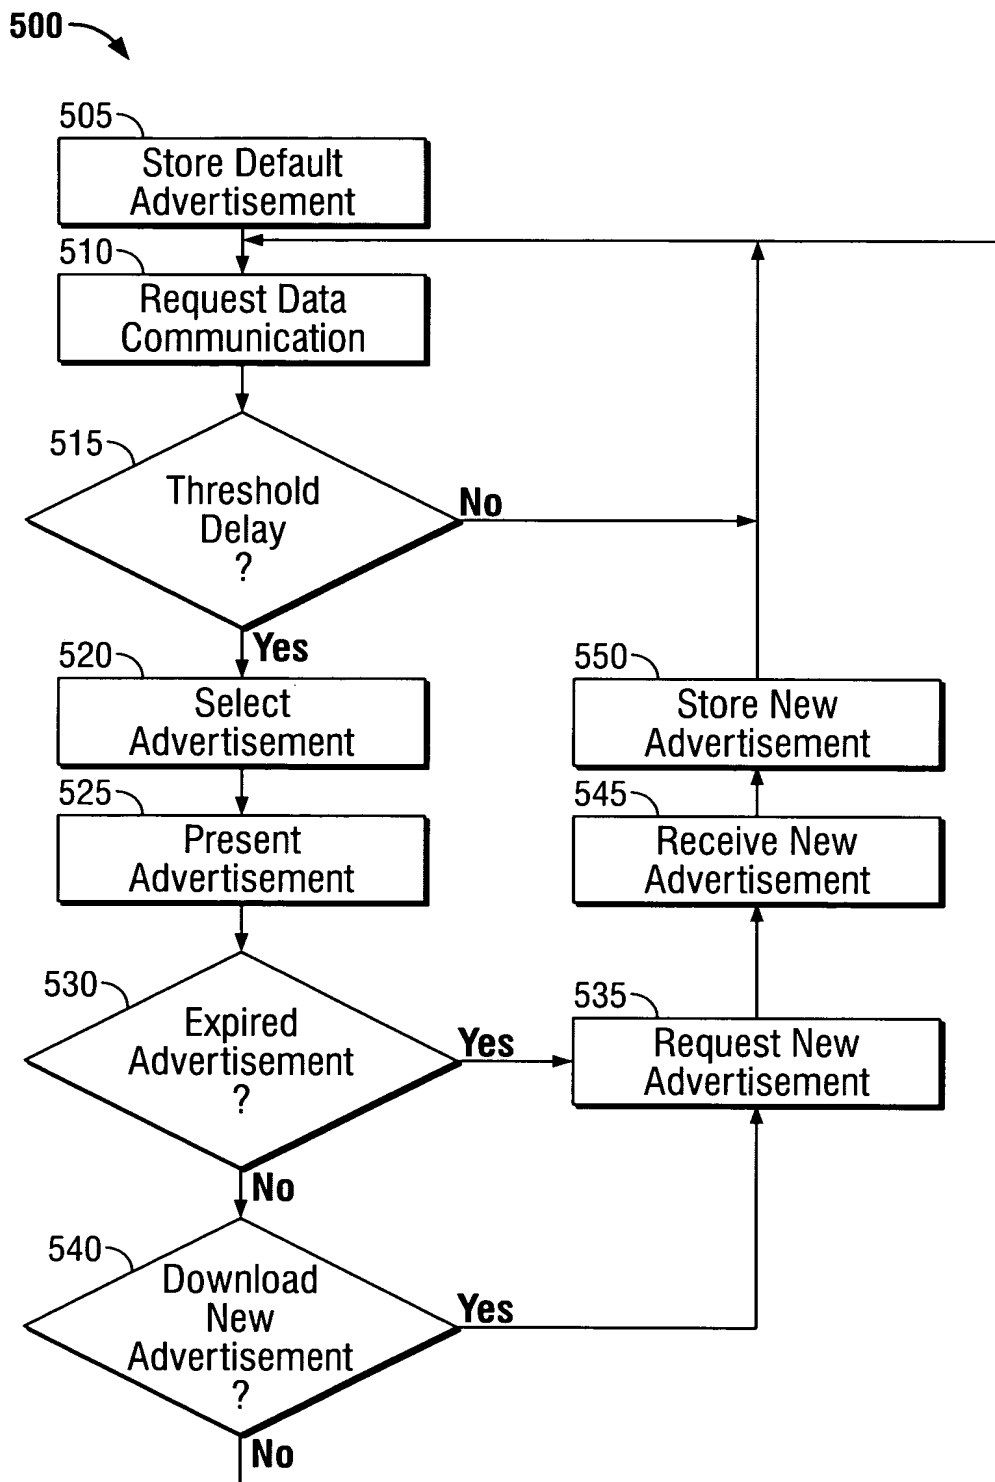 500
505
Store Default
Advertisement
510
Request Data
Communication
515
Threshold
Delay
?
No
Yes
520
Select
Advertisement
550
Store New
Advertisement
525
Present
Advertisement
545
Receive New
Advertisement
530
Expired
Advertisement
?
Yes
535
Request New
Advertisement
No
540
Download
New
Advertisement
?
Yes
No